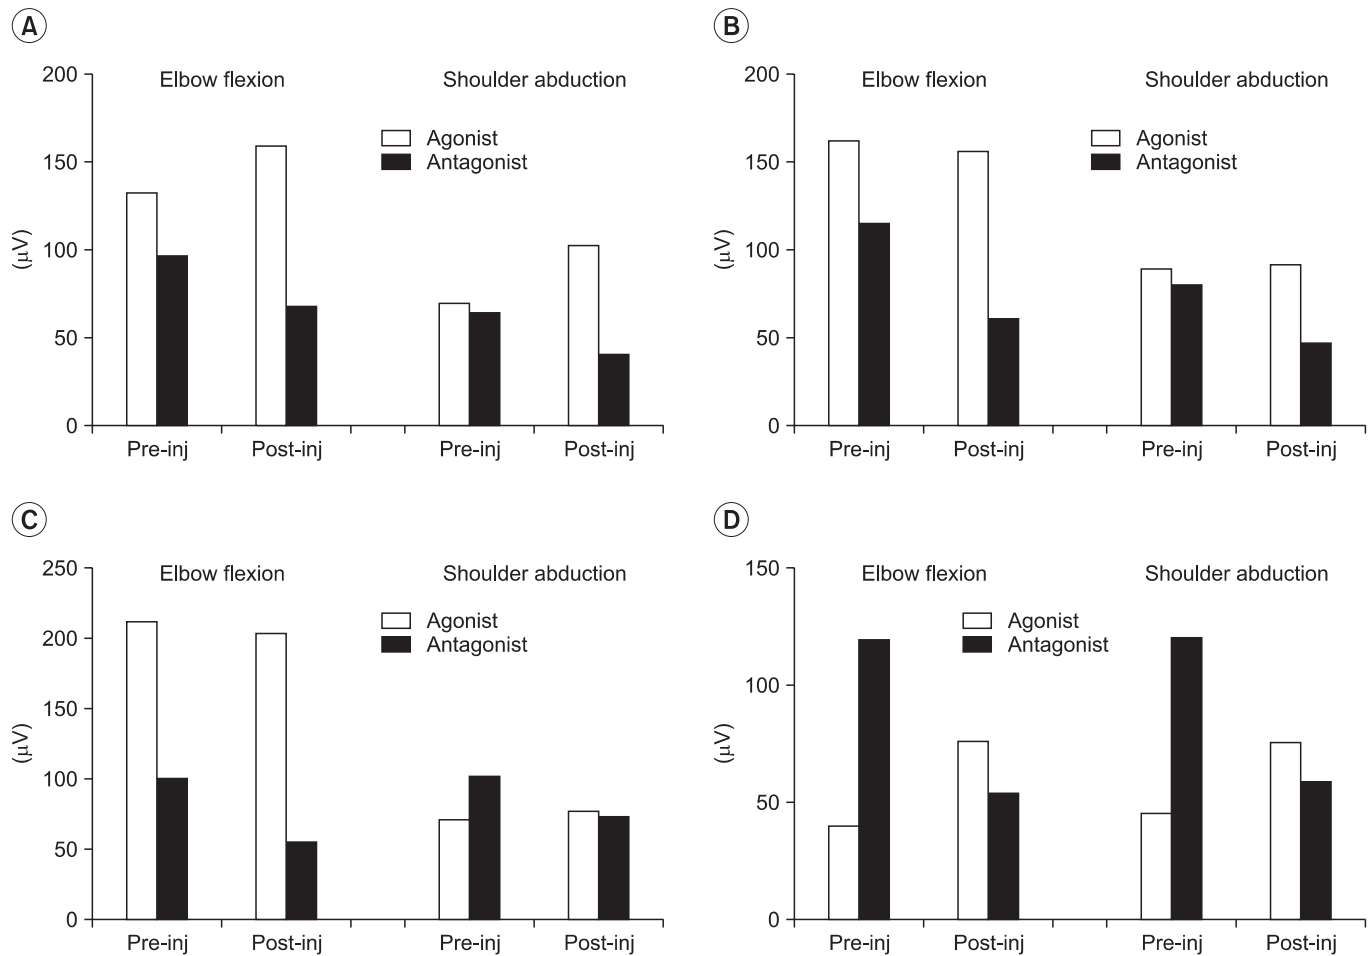 A
Elbow flexion Shoulder abduction
Agonist
Antagonist
200
150
100
50
0
(μV)
Pre-inj Post-inj Pre-inj Post-inj
B
Elbow flexion Shoulder abduction
Agonist
Antagonist
200
150
100
50
0
(μV)
Pre-inj Post-inj Pre-inj Post-inj
C
Elbow flexion Shoulder abduction
Agonist
Antagonist
250
200
150
100
50
0
(μV)
Pre-inj Post-inj Pre-inj Post-inj
D
Elbow flexion Shoulder abduction
Agonist
Antagonist
150
100
50
0
(μV)
Pre-inj Post-inj Pre-inj Post-inj